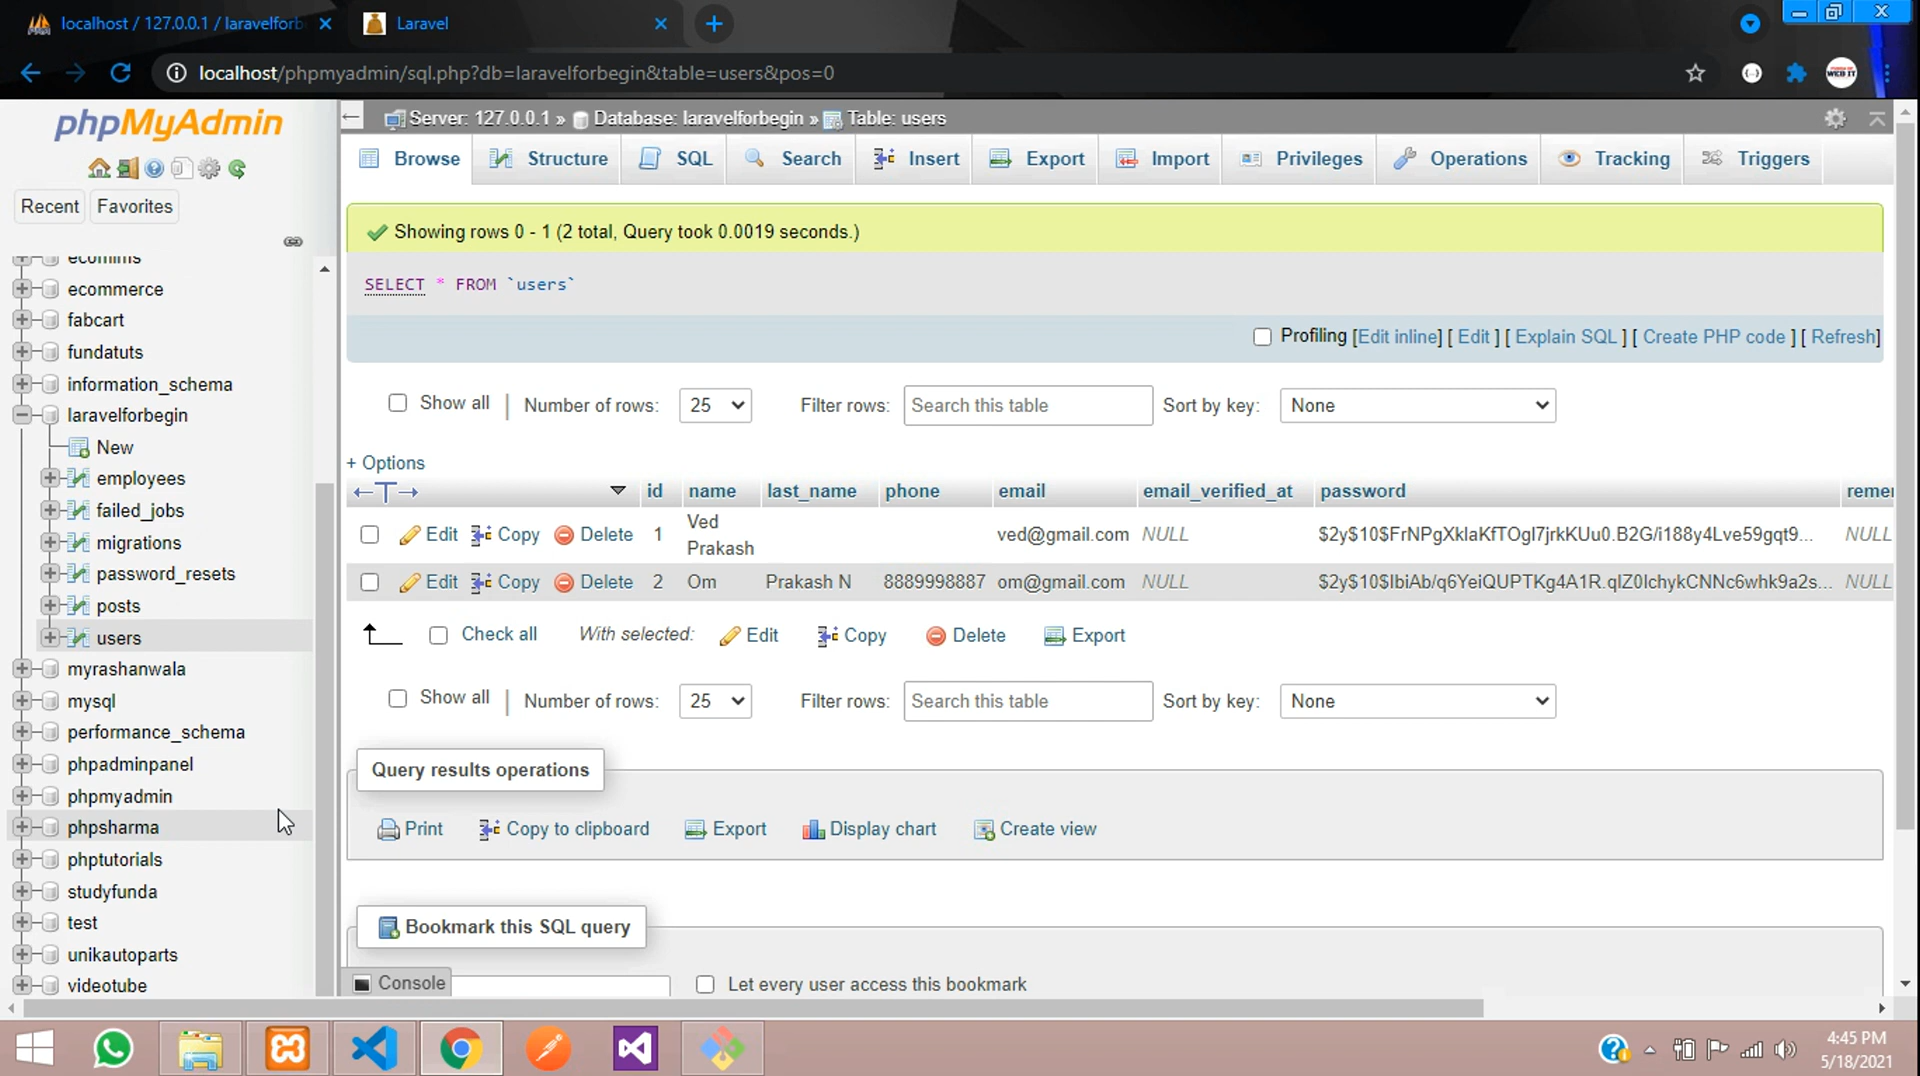 localhost / 127.0.0.1 / laravelforb
Laravel
localhost/phpmyadmin/sql.php?db=laravelforbegin&table=users&pos=0
WEB IT
phpMyAdmin
Server: 127.0.0.1 » Database: laravelforbegin » Table: users
Browse Structure SQL Search Insert Export Import Privileges Operations Tracking Triggers
Recent Favorites
Showing rows 0 - 1 (2 total, Query took 0.0019 seconds.)
SELECT * FROM `users`
Profiling [Edit inline] [ Edit ] [ Explain SQL ] [ Create PHP code ] [ Refresh]
Show all Number of rows: 25 Filter rows: Search this table Sort by key: None
+ Options
id name last_name phone email email_verified_at password remem
Edit Copy Delete 1 Ved Prakash ved@gmail.com NULL $2y$10$FrNPgXklaKfTOgl7jrkKUu0.B2G/i188y4Lve59gqt9... NULL
Edit Copy Delete 2 Om Prakash N 8889998887 om@gmail.com NULL $2y$10$IbiAb/q6YeiQUPTKg4A1R.qlZ0lchykCNNc6whk9a2s... NULL
Check all With selected: Edit Copy Delete Export
Show all Number of rows: 25 Filter rows: Search this table Sort by key: None
Query results operations
Print Copy to clipboard Export Display chart Create view
Bookmark this SQL query
Console
Let every user access this bookmark
ecomms
ecommerce
fabcart
fundatuts
information_schema
laravelforbegin
New
employees
failed_jobs
migrations
password_resets
posts
users
myrashanwala
mysql
performance_schema
phpadminpanel
phpmyadmin
phpsharma
phptutorials
studyfunda
test
unikautoparts
videotube
4:45 PM
5/18/2021